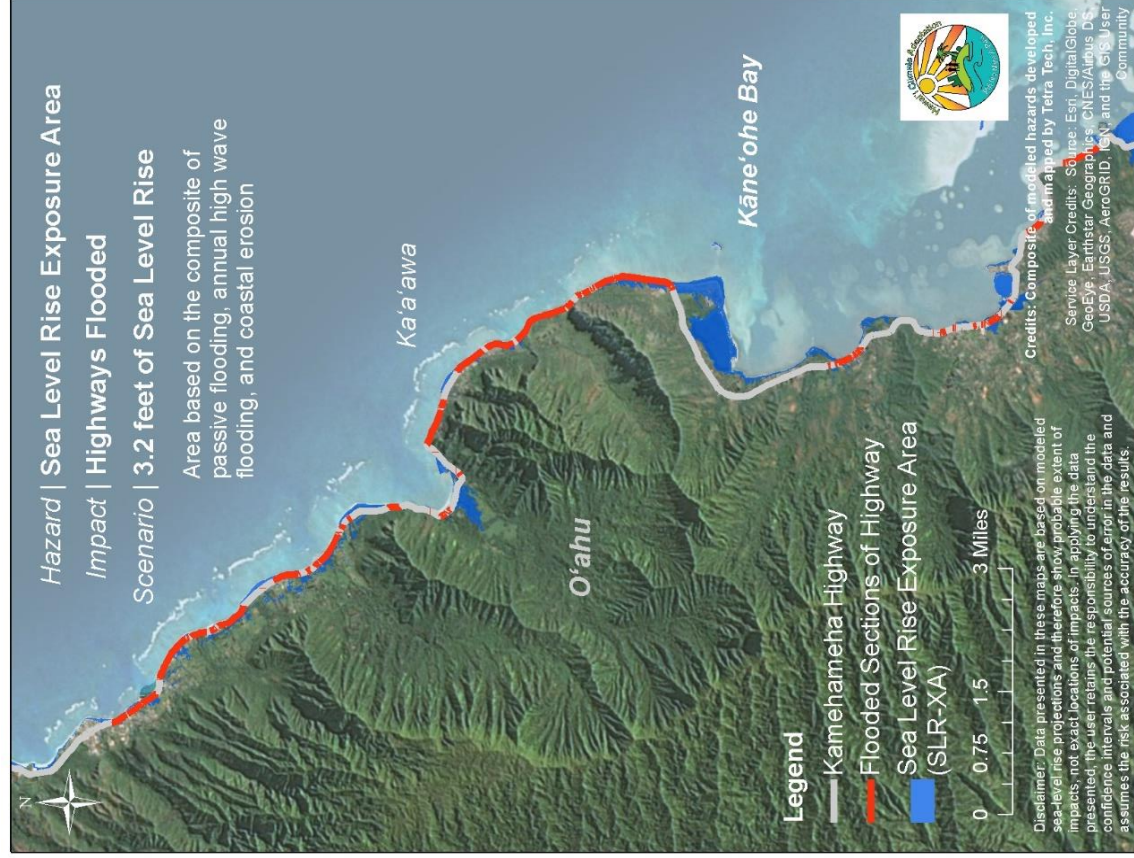 Hazard | Sea Level Rise Exposure Area
Impact | Highways Flooded
Scenario | 3.2 feet of Sea Level Rise
Area based on the composite of
passive flooding, annual high wave
flooding, and coastal erosion
N
Kaʻaʻawa
Kāneʻohe Bay
Oʻahu
Legend
Kamehameha Highway
Flooded Sections of Highway
Sea Level Rise Exposure Area
(SLR-XA)
0 0.75 1.5 3 Miles
Disclaimer: Data presented in these maps are based on modeled
sea-level rise projections and therefore show probable extent of
impacts, not exact locations of impacts. In applying the data
presented, the user retains the responsibility to understand the
confidence intervals and potential sources of error in the data and
assumes the risk associated with the accuracy of the results.
Hawaiʻi Climate Adaptation
Credits: Composite of modeled hazards developed
and mapped by Tetra Tech, Inc.
Service Layer Credits: Source: Esri, DigitalGlobe,
GeoEye, Earthstar Geographics, CNES/Airbus DS,
USDA, USGS, AeroGRID, IGN, and the GIS User
Community